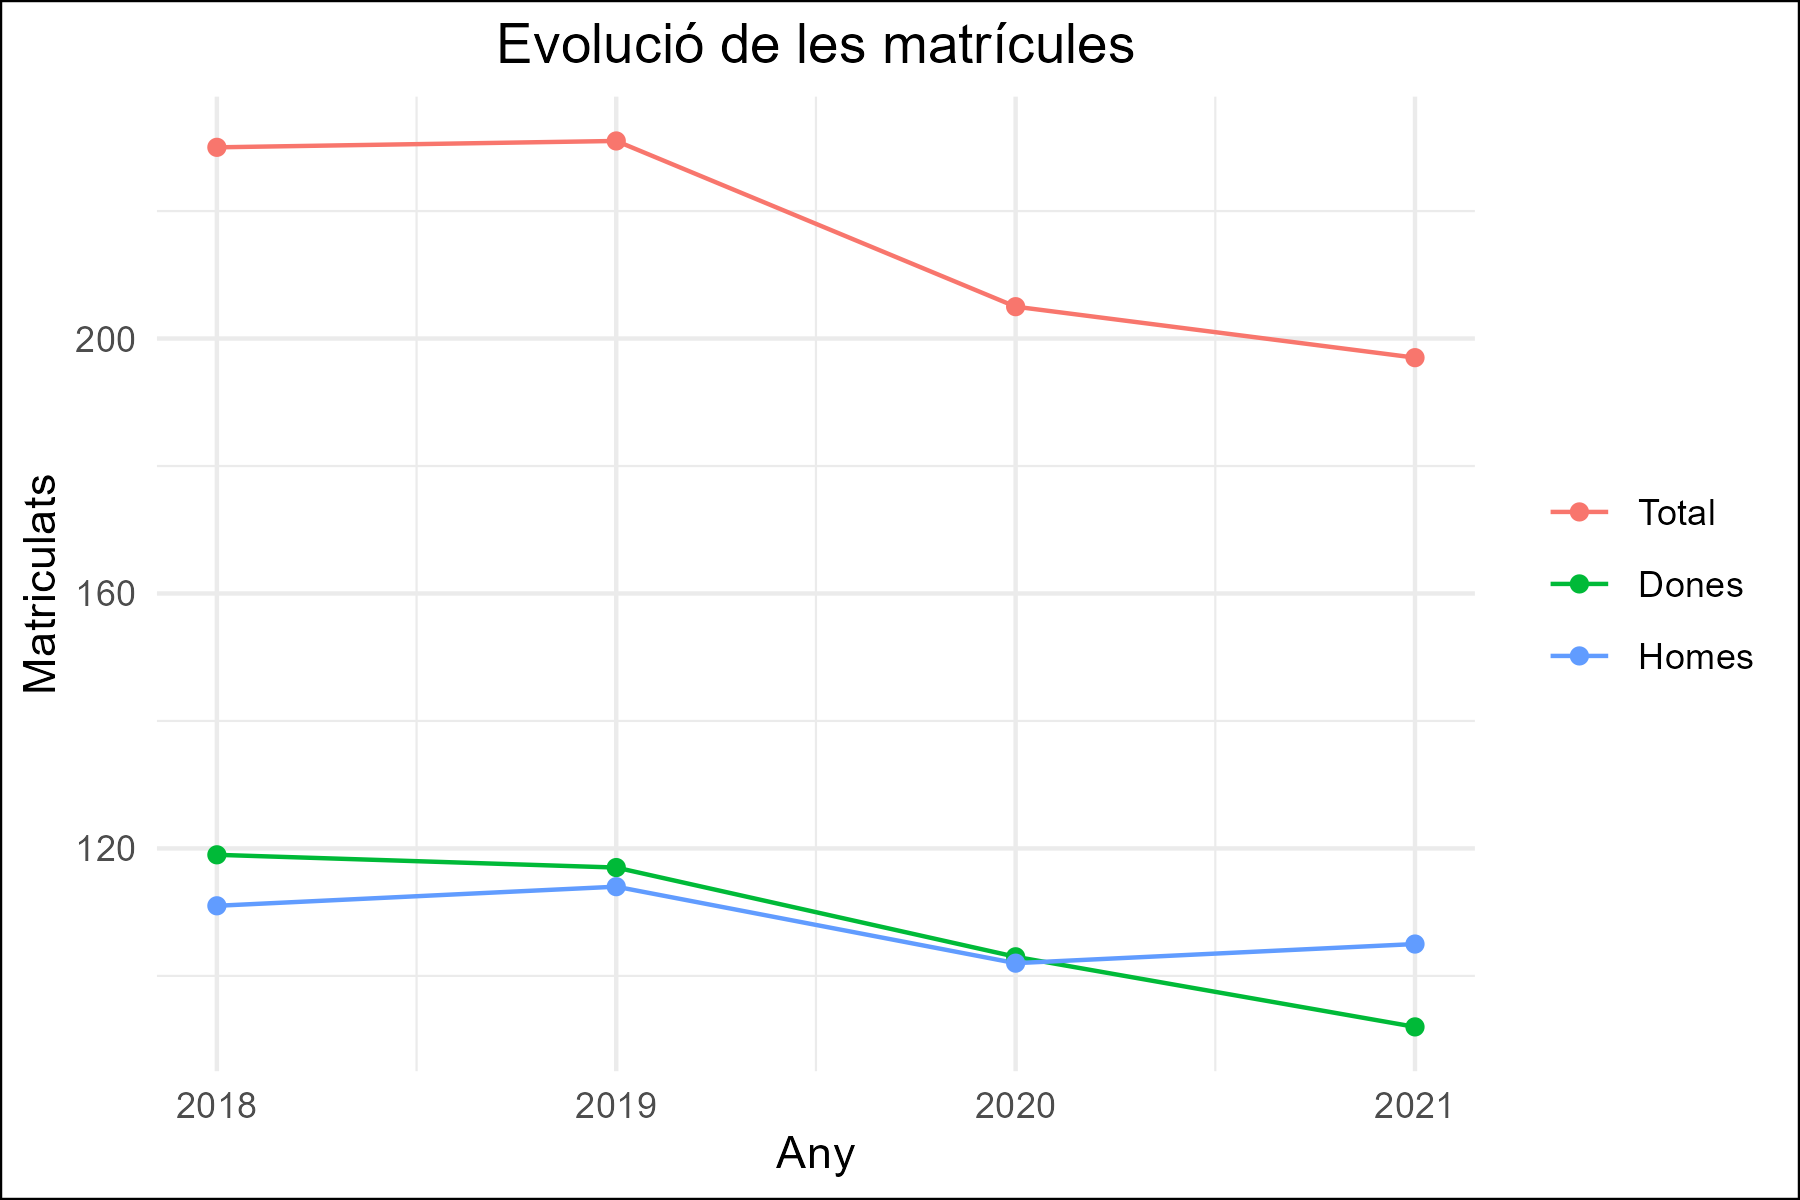 Evolució de les matrícules
Matriculats
200
160
120
2018 2019 2020 2021
Any
Total
Dones
Homes